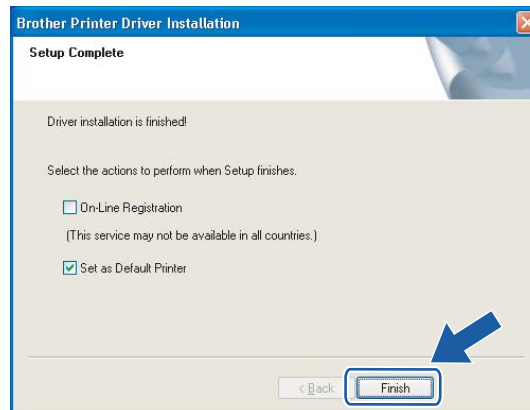 Brother Printer Driver Installation
Setup Complete
Driver installation is finished!
Select the actions to perform when Setup finishes.
On-Line Registration
(This service may not be available in all countries.)
Set as Default Printer
< Back
Finish